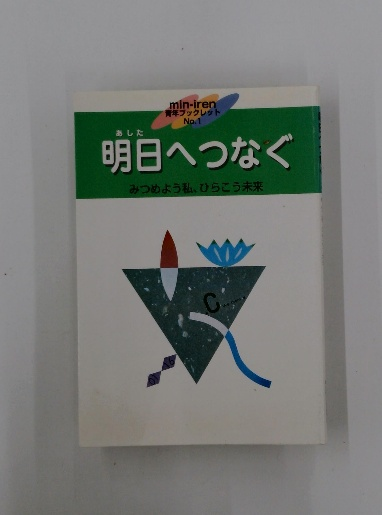 min-iren
青年ブックレット
No.1
あした
明日へつなぐ
みつめよう私、ひらこう未来
C